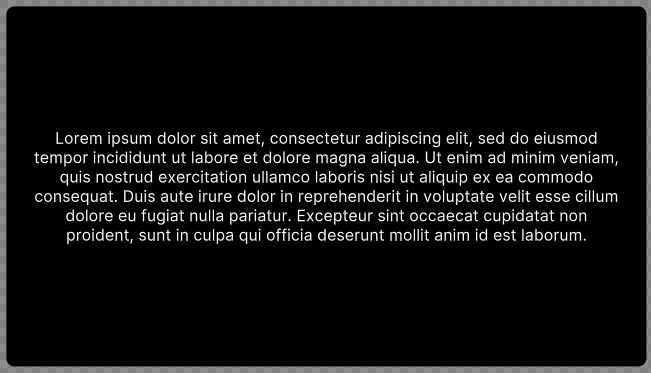 Lorem ipsum dolor sit amet, consectetur adipiscing elit, sed do eiusmod
tempor incididunt ut labore et dolore magna aliqua. Ut enim ad minim veniam,
quis nostrud exercitation ullamco laboris nisi ut aliquip ex ea commodo
consequat. Duis aute irure dolor in reprehenderit in voluptate velit esse cillum
dolore eu fugiat nulla pariatur. Excepteur sint occaecat cupidatat non
proident, sunt in culpa qui officia deserunt mollit anim id est laborum.